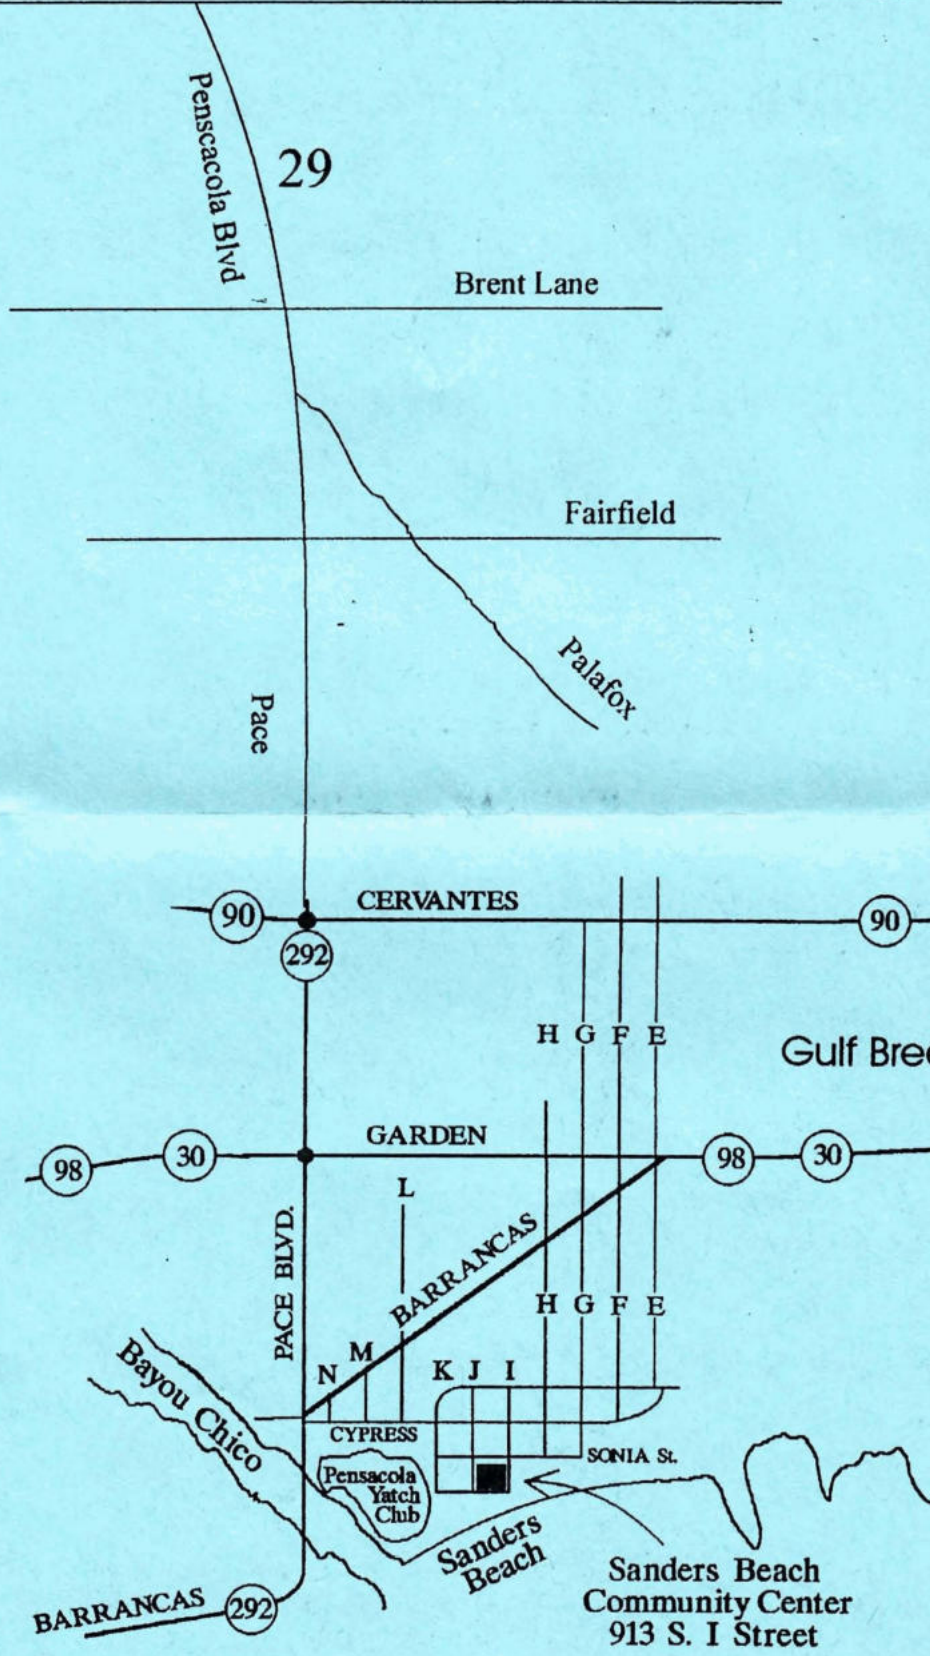 Penscacola Blvd
29
Brent Lane
Fairfield
Palafox
Pace
90
CERVANTES
90
292
H G F E
Gulf Bree
GARDEN
98
30
98
30
L
PACE BLVD.
BARRANCAS
H G F E
M
N
K J I
Bayou Chico
CYPRESS
SONIA St.
Pensacola
Yatch
Club
Sanders
Beach
Sanders Beach
Community Center
913 S. I Street
BARRANCAS
292